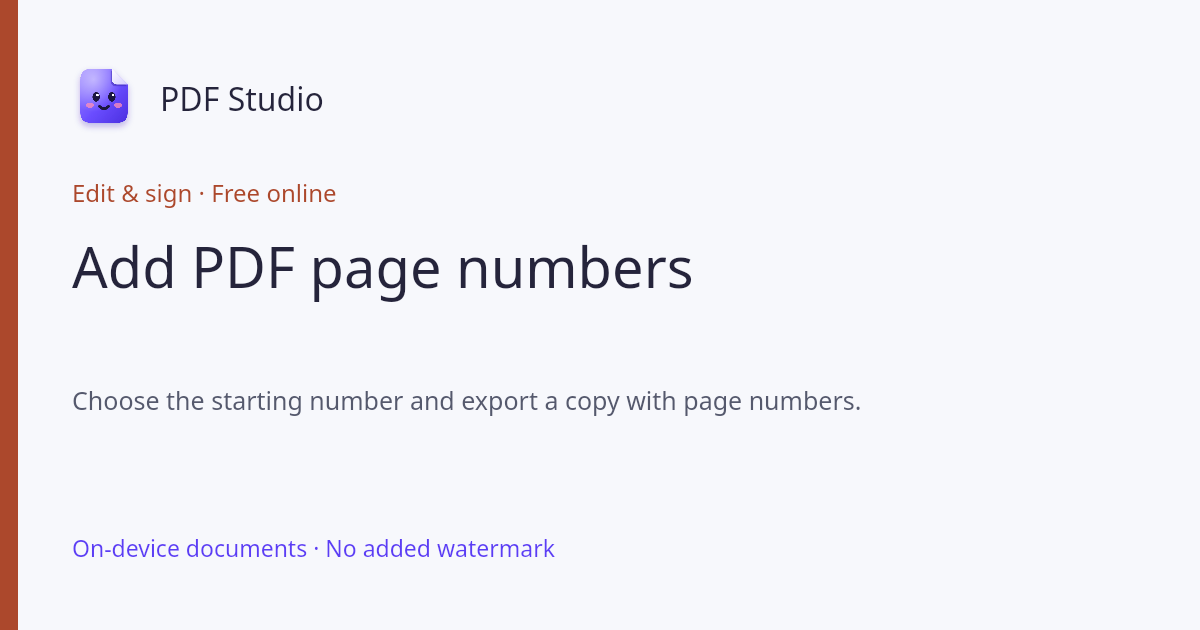 PDF Studio
Edit & sign · Free online
Add PDF page numbers
Choose the starting number and export a copy with page numbers.
On-device documents · No added watermark